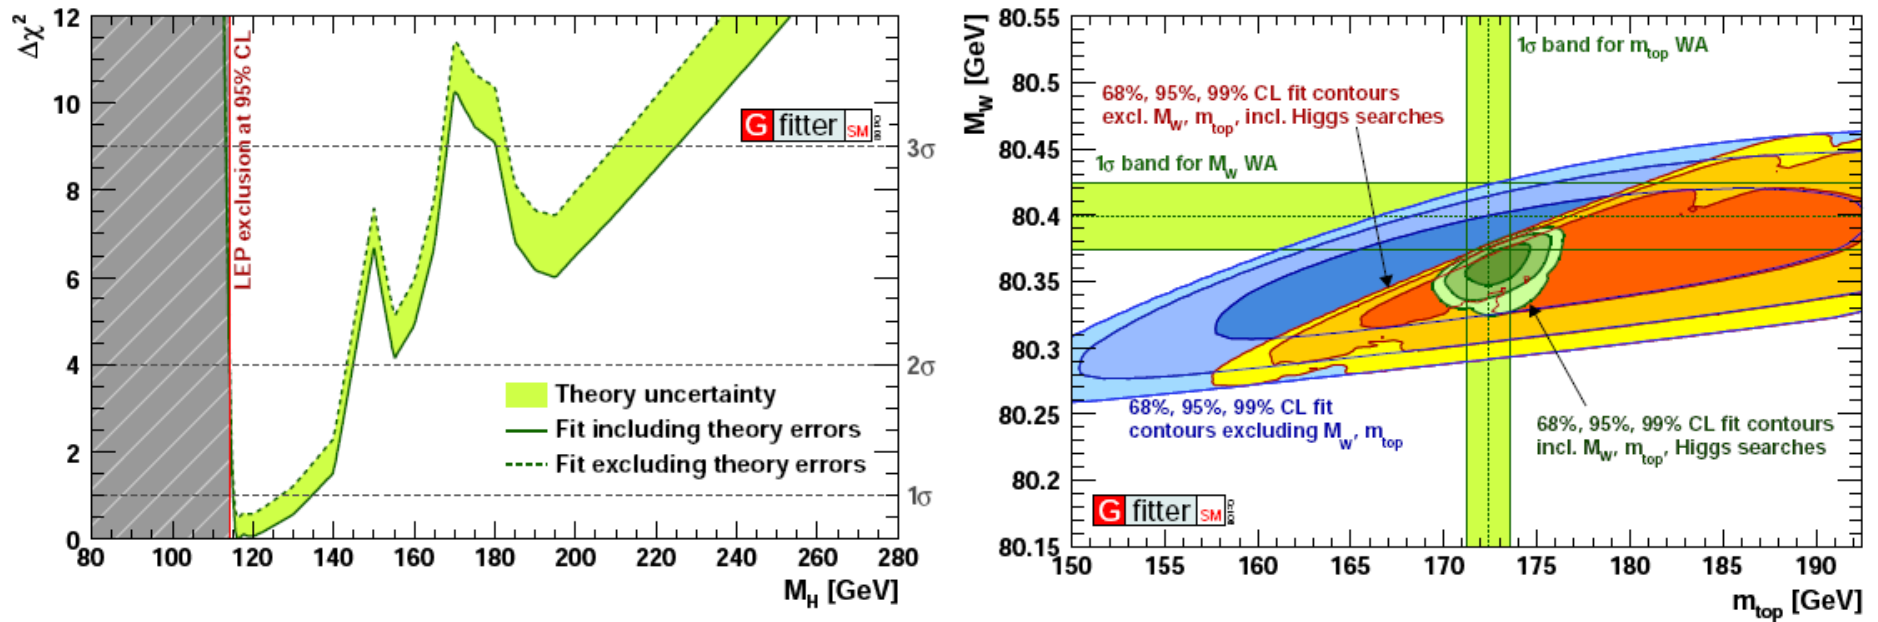 Δχ²
12
10
8
6
4
2
0
LEP exclusion at 95% CL
G fitter SM
3σ
2σ
1σ
Theory uncertainty
Fit including theory errors
Fit excluding theory errors
80 100 120 140 160 180 200 220 240 260 280
M_H [GeV]
M_W [GeV]
80.55
80.5
80.45
80.4
80.35
80.3
80.25
80.2
80.15
1σ band for m_top WA
68%, 95%, 99% CL fit contours
excl. M_W, m_top, incl. Higgs searches
1σ band for M_W WA
68%, 95%, 99% CL fit
contours excluding M_W, m_top
68%, 95%, 99% CL fit contours
incl. M_W, m_top, Higgs searches
G fitter SM
150 155 160 165 170 175 180 185 190
m_top [GeV]